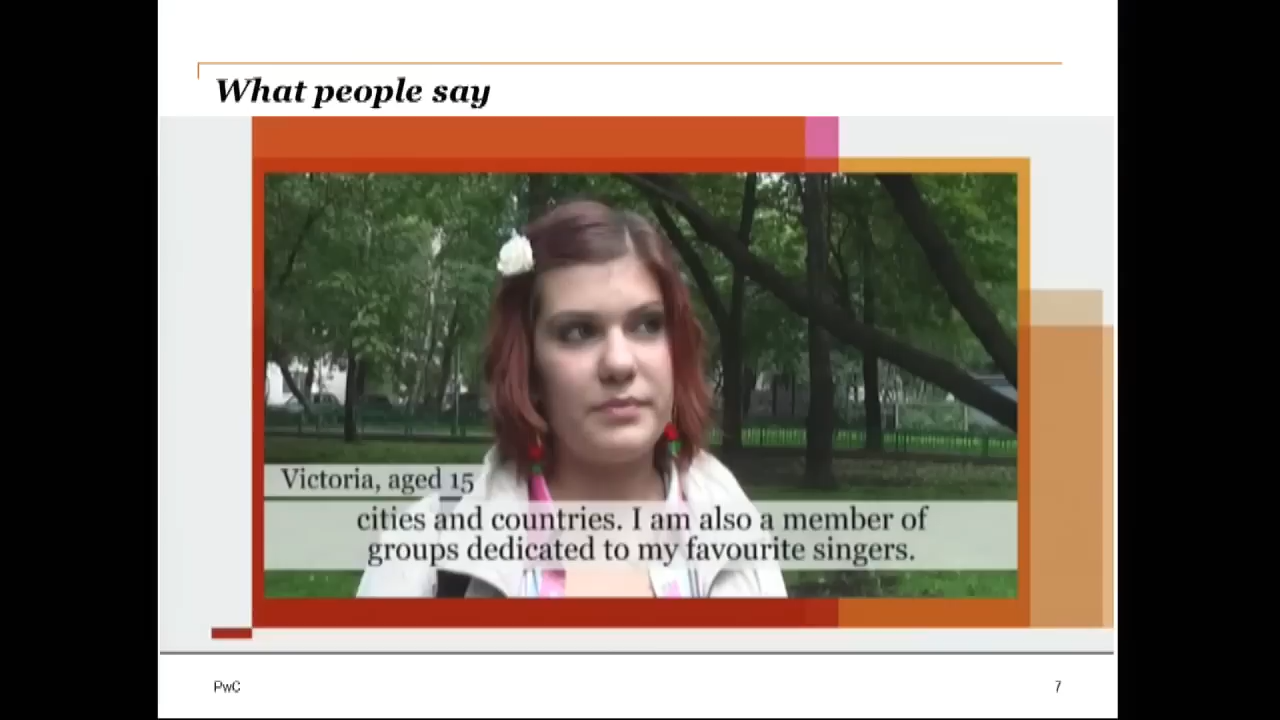 What people say
Victoria, aged 15
cities and countries. I am also a member of
groups dedicated to my favourite singers.
PwC
7